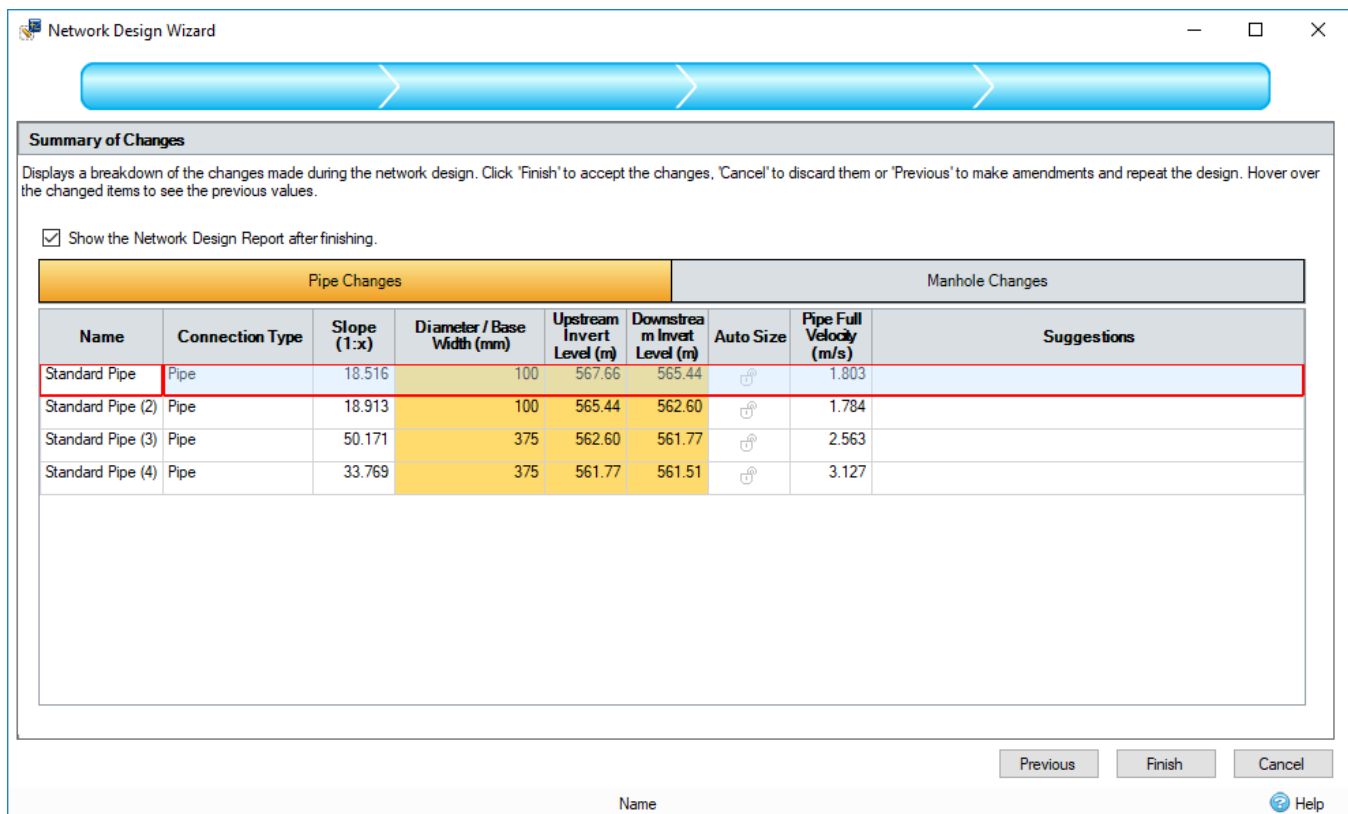 Network Design Wizard
Summary of Changes
Displays a breakdown of the changes made during the network design. Click 'Finish' to accept the changes, 'Cancel' to discard them or 'Previous' to make amendments and repeat the design. Hover over
the changed items to see the previous values.
Show the Network Design Report after finishing.
Pipe Changes Manhole Changes
Name Connection Type Slope (1:x) Diameter / Base Width (mm) Upstream Invert Level (m) Downstrea m Invert Level (m) Auto Size Pipe Full Velocity (m/s) Suggestions
Standard Pipe Pipe 18.516 100 567.66 565.44 1.803
Standard Pipe (2) Pipe 18.913 100 565.44 562.60 1.784
Standard Pipe (3) Pipe 50.171 375 562.60 561.77 2.563
Standard Pipe (4) Pipe 33.769 375 561.77 561.51 3.127
Previous Finish Cancel
Name Help